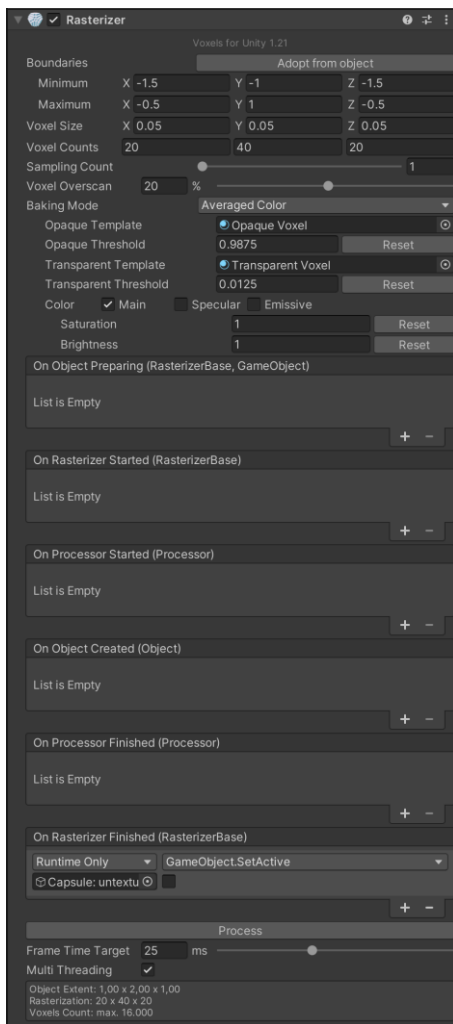 Rasterizer
Voxels for Unity 1.21
Boundaries Adopt from object
Minimum X -1.5 Y -1 Z -1.5
Maximum X -0.5 Y 1 Z -0.5
Voxel Size X 0.05 Y 0.05 Z 0.05
Voxel Counts 20 40 20
Sampling Count 1
Voxel Overscan 20 %
Baking Mode Averaged Color
Opaque Template Opaque Voxel
Opaque Threshold 0.9875 Reset
Transparent Template Transparent Voxel
Transparent Threshold 0.0125 Reset
Color Main Specular Emissive
Saturation 1 Reset
Brightness 1 Reset
On Object Preparing (RasterizerBase, GameObject)
List is Empty
+ −
On Rasterizer Started (RasterizerBase)
List is Empty
+ −
On Processor Started (Processor)
List is Empty
+ −
On Object Created (Object)
List is Empty
+ −
On Processor Finished (Processor)
List is Empty
+ −
On Rasterizer Finished (RasterizerBase)
Runtime Only GameObject.SetActive
Capsule: untextu
+ −
Process
Frame Time Target 25 ms
Multi Threading
Object Extent: 1,00 x 2,00 x 1,00
Rasterization: 20 x 40 x 20
Voxels Count: max. 16.000